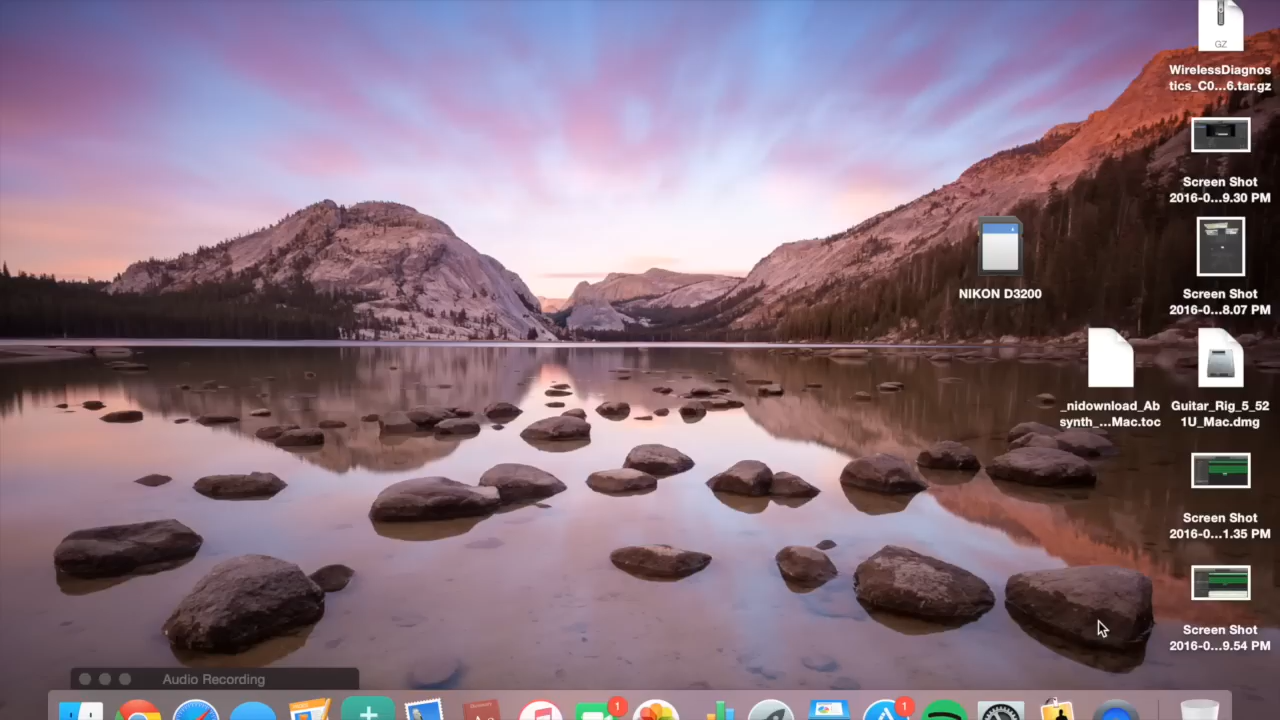 GZ
WirelessDiagnos
tics_C0...6.tar.gz
Screen Shot
2016-0...9.30 PM
NIKON D3200
Screen Shot
2016-0...8.07 PM
_nidownload_Ab
synth_...Mac.toc
Guitar_Rig_5_52
1U_Mac.dmg
Screen Shot
2016-0...1.35 PM
Screen Shot
2016-0...9.54 PM
Audio Recording
1
1